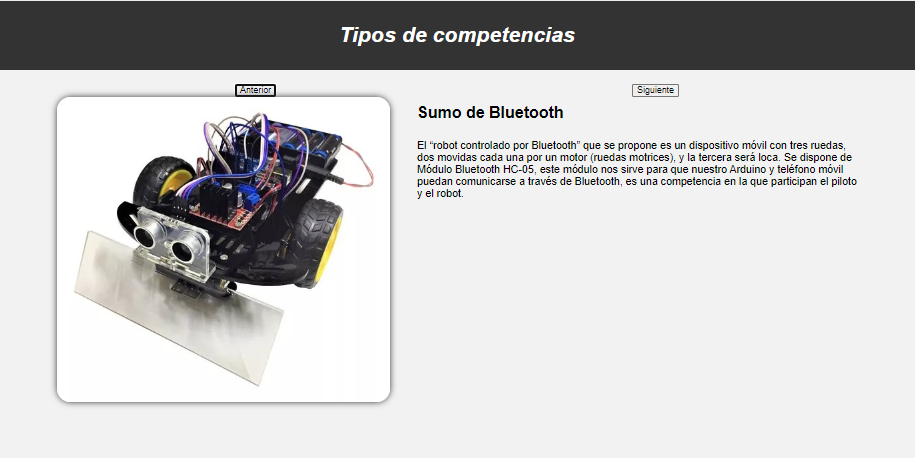 Tipos de competencias
Anterior
Siguiente
Sumo de Bluetooth
El “robot controlado por Bluetooth” que se propone es un dispositivo móvil con tres ruedas,
dos movidas cada una por un motor (ruedas motrices), y la tercera será loca. Se dispone de
Módulo Bluetooth HC-05, este módulo nos sirve para que nuestro Arduino y teléfono móvil
puedan comunicarse a través de Bluetooth, es una competencia en la que participan el piloto
y el robot.